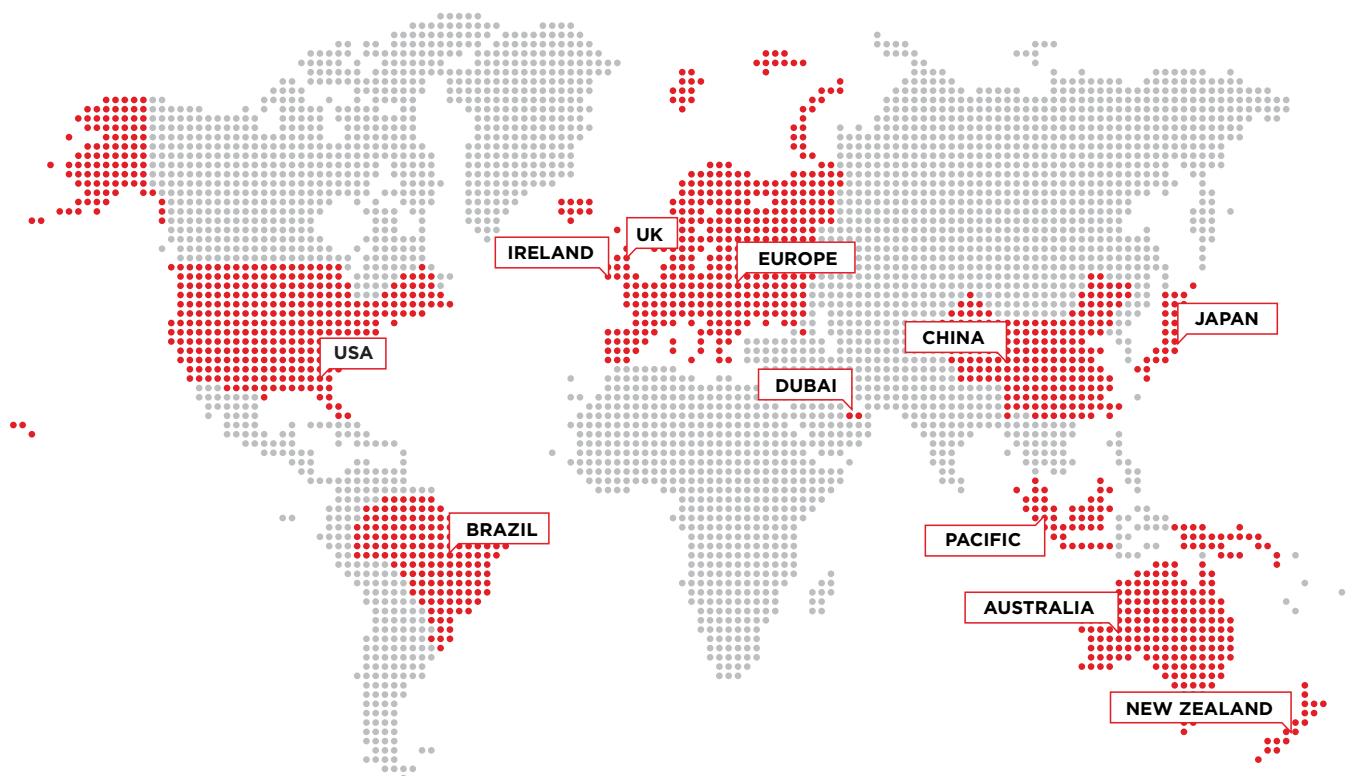 UK
IRELAND
EUROPE
JAPAN
CHINA
USA
DUBAI
BRAZIL
PACIFIC
AUSTRALIA
NEW ZEALAND